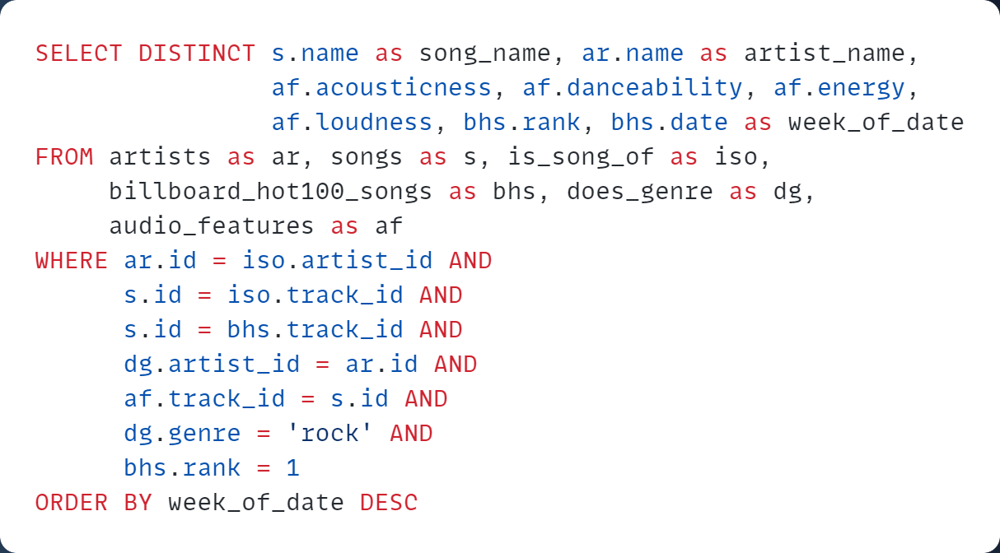 SELECT DISTINCT s.name as song_name, ar.name as artist_name,
                af.acousticness, af.danceability, af.energy,
                af.loudness, bhs.rank, bhs.date as week_of_date
FROM artists as ar, songs as s, is_song_of as iso,
     billboard_hot100_songs as bhs, does_genre as dg,
     audio_features as af
WHERE ar.id = iso.artist_id AND
      s.id = iso.track_id AND
      s.id = bhs.track_id AND
      dg.artist_id = ar.id AND
      af.track_id = s.id AND
      dg.genre = 'rock' AND
      bhs.rank = 1
ORDER BY week_of_date DESC